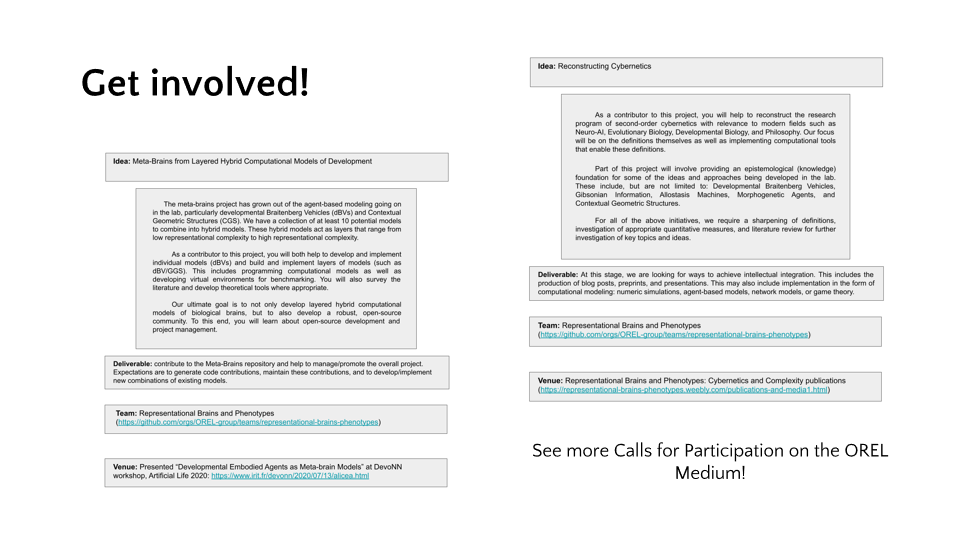 Get involved!
Idea: Meta-Brains from Layered Hybrid Computational Models of Development
The meta-brains project has grown out of the agent-based modeling going on
in the lab, particularly developmental Braitenberg Vehicles (dBVs) and Contextual
Geometric Structures (CGS). We have a collection of at least 10 potential models
to combine into hybrid models. These hybrid models act as layers that range from
low representational complexity to high representational complexity.
As a contributor to this project, you will both help to develop and implement
individual models (dBVs) and build and implement layers of models (such as
dBV/GGS). This includes programming computational models as well as
developing virtual environments for benchmarking. You will also survey the
literature and develop theoretical tools where appropriate.
Our ultimate goal is to not only develop layered hybrid computational
models of biological brains, but to also develop a robust, open-source
community. To this end, you will learn about open-source development and
project management.
Deliverable: contribute to the Meta-Brains repository and help to manage/promote the overall project.
Expectations are to generate code contributions, maintain these contributions, and to develop/implement
new combinations of existing models.
Team: Representational Brains and Phenotypes
(https://github.com/orgs/OREL-group/teams/representational-brains-phenotypes)
Venue: Presented “Developmental Embodied Agents as Meta-brain Models” at DevoNN
workshop, Artificial Life 2020: https://www.irit.fr/devonn/2020/07/13/alicea.html
Idea: Reconstructing Cybernetics
As a contributor to this project, you will help to reconstruct the research
program of second-order cybernetics with relevance to modern fields such as
Neuro-AI, Evolutionary Biology, Developmental Biology, and Philosophy. Our focus
will be on the definitions themselves as well as implementing computational tools
that enable these definitions.
Part of this project will involve providing an epistemological (knowledge)
foundation for some of the ideas and approaches being developed in the lab.
These include, but are not limited to: Developmental Braitenberg Vehicles,
Gibsonian Information, Allostasis Machines, Morphogenetic Agents, and
Contextual Geometric Structures.
For all of the above initiatives, we require a sharpening of definitions,
investigation of appropriate quantitative measures, and literature review for further
investigation of key topics and ideas.
Deliverable: At this stage, we are looking for ways to achieve intellectual integration. This includes the
production of blog posts, preprints, and presentations. This may also include implementation in the form of
computational modeling: numeric simulations, agent-based models, network models, or game theory.
Team: Representational Brains and Phenotypes
(https://github.com/orgs/OREL-group/teams/representational-brains-phenotypes)
Venue: Representational Brains and Phenotypes: Cybernetics and Complexity publications
(https://representational-brains-phenotypes.weebly.com/publications-and-media1.html)
See more Calls for Participation on the OREL
Medium!